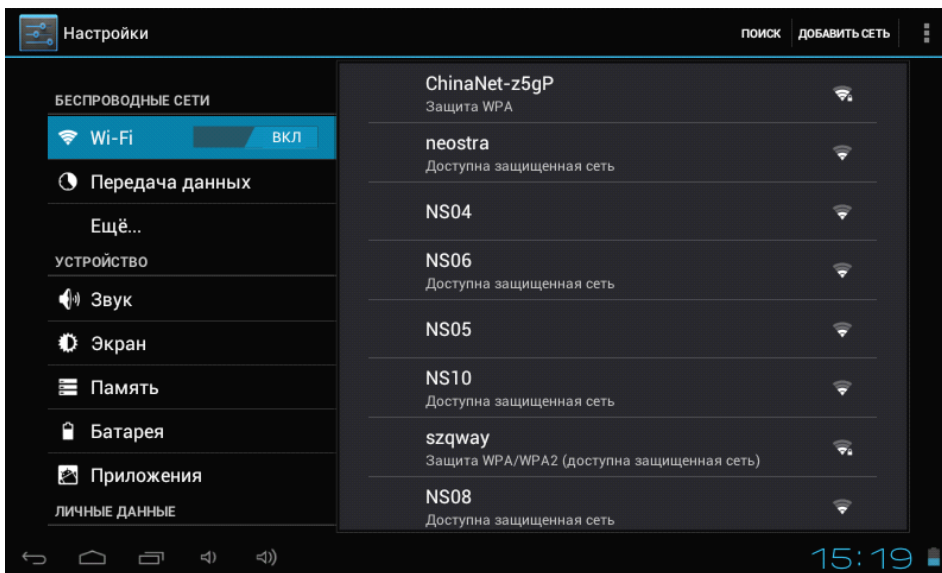 Настройки
ПОИСК
ДОБАВИТЬ СЕТЬ
БЕСПРОВОДНЫЕ СЕТИ
Wi-Fi ВКЛ
Передача данных
Ещё...
УСТРОЙСТВО
Звук
Экран
Память
Батарея
Приложения
ЛИЧНЫЕ ДАННЫЕ
ChinaNet-z5gP
Защита WPA
neostra
Доступна защищенная сеть
NS04
NS06
Доступна защищенная сеть
NS05
NS10
Доступна защищенная сеть
szqway
Защита WPA/WPA2 (доступна защищенная сеть)
NS08
Доступна защищенная сеть
15:19